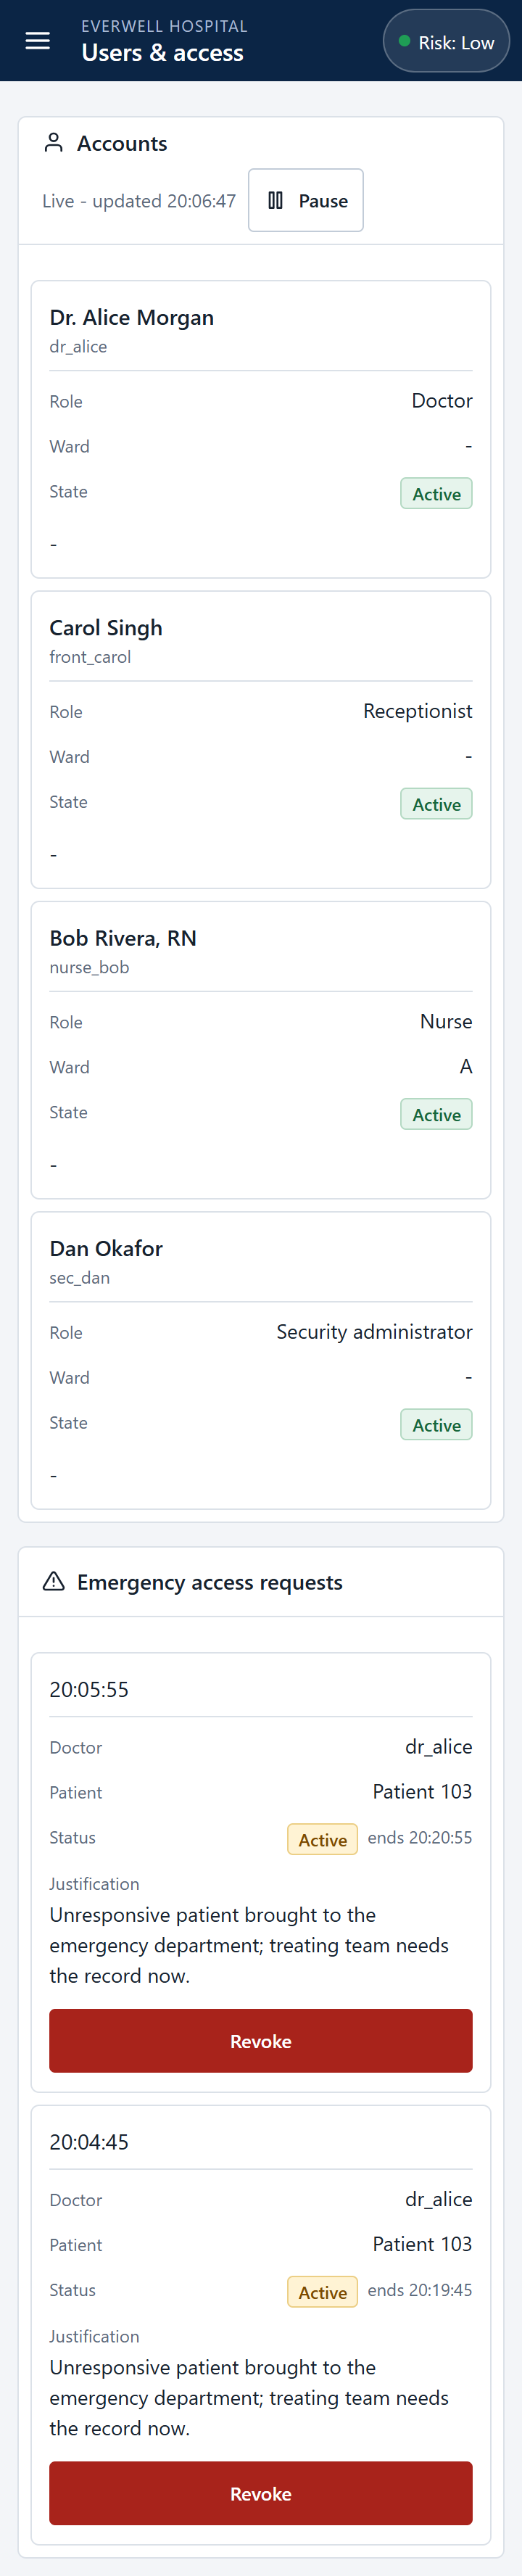 EVERWELL HOSPITAL
Users & access
Risk: Low
Accounts
Live - updated 20:06:47
Pause
Dr. Alice Morgan
dr_alice
Role Doctor
Ward -
State Active
-
Carol Singh
front_carol
Role Receptionist
Ward -
State Active
-
Bob Rivera, RN
nurse_bob
Role Nurse
Ward A
State Active
-
Dan Okafor
sec_dan
Role Security administrator
Ward -
State Active
-
Emergency access requests
20:05:55
Doctor dr_alice
Patient Patient 103
Status Active ends 20:20:55
Justification
Unresponsive patient brought to the
emergency department; treating team needs
the record now.
Revoke
20:04:45
Doctor dr_alice
Patient Patient 103
Status Active ends 20:19:45
Justification
Unresponsive patient brought to the
emergency department; treating team needs
the record now.
Revoke